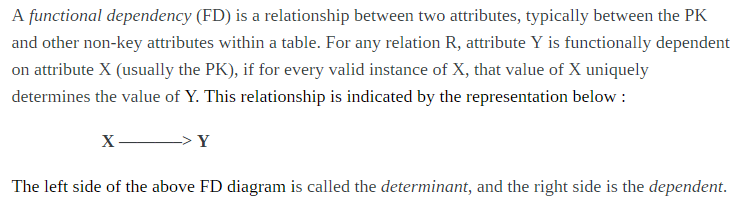 A functional dependency (FD) is a relationship between two attributes, typically between the PK
and other non-key attributes within a table. For any relation R, attribute Y is functionally dependent
on attribute X (usually the PK), if for every valid instance of X, that value of X uniquely
determines the value of Y. This relationship is indicated by the representation below :
X ———–> Y
The left side of the above FD diagram is called the determinant, and the right side is the dependent.